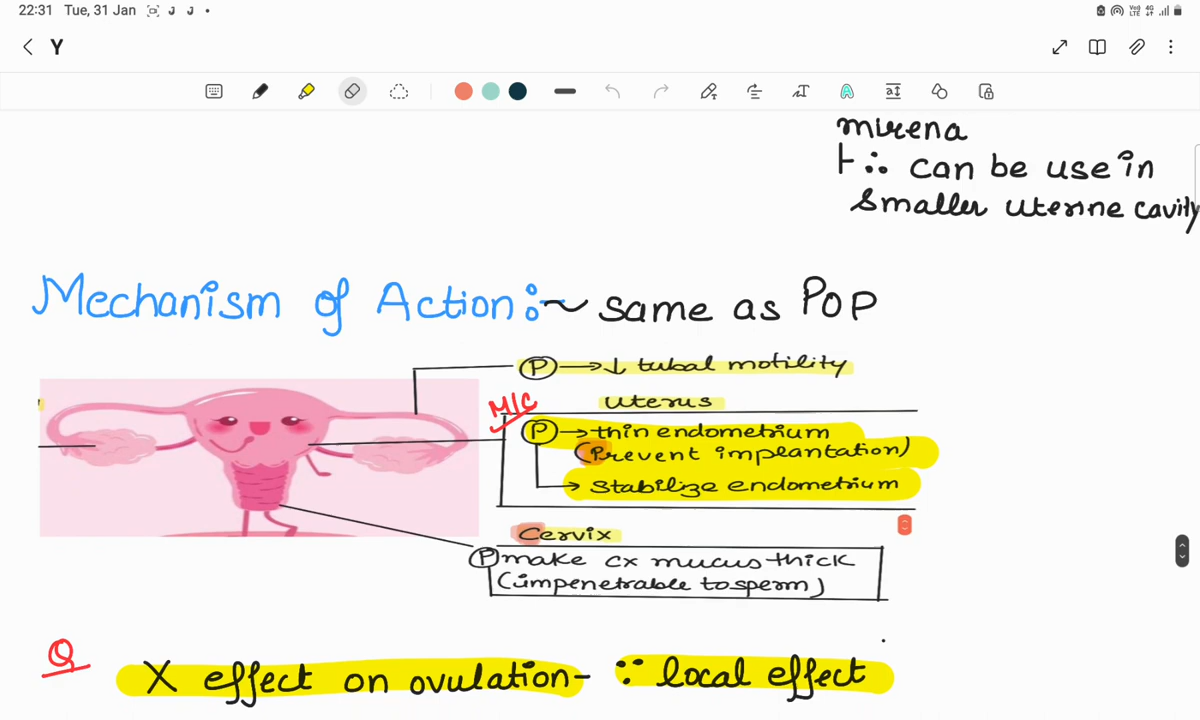 22:31 Tue, 31 Jan
Y
mirena
∴ can be use in
smaller uterine cavity
Mechanism of Action:~ same as POP
P → ↓ tubal motility
M/C
Uterus
P → thin endometrium
(Prevent implantation)
→ stabilize endometrium
Cervix
P make cx mucus thick
(impenetrable to sperm)
Q
X effect on ovulation- ∵ local effect